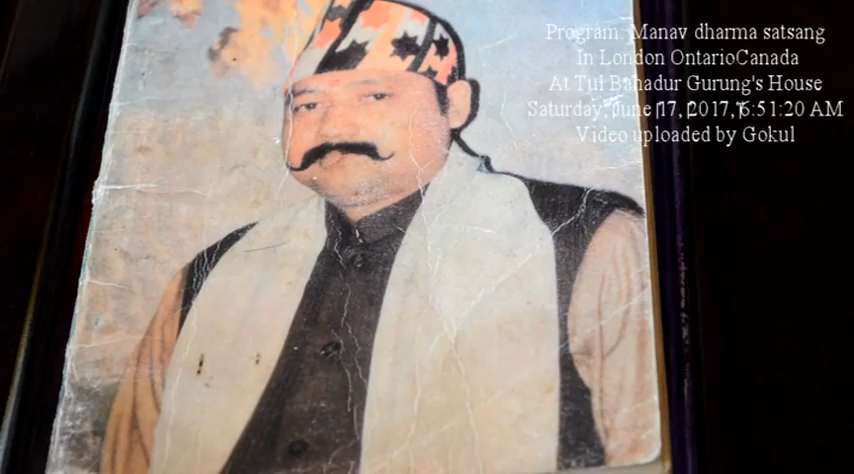 Program: Manav dharma satsang
In London OntarioCanada
At Tul Bahadur Gurung's House
Saturday, June 17, 2017, 6:51:20 AM
Video uploaded by Gokul